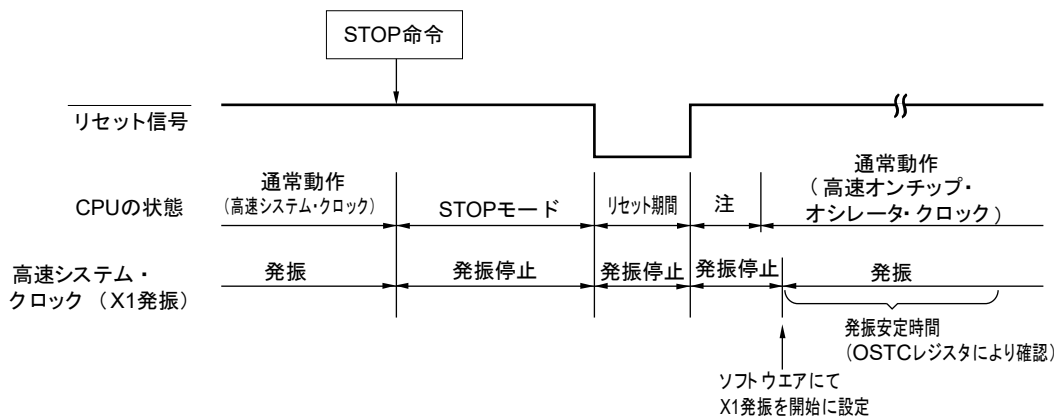 STOP命令
リセット信号
CPUの状態
通常動作
(高速システム・クロック)
STOPモード
リセット期間
注
通常動作
(高速オンチップ・
オシレータ・クロック)
高速システム・
クロック (X1発振)
発振
発振停止
発振停止
発振停止
発振
発振安定時間
(OSTCレジスタにより確認)
ソフトウエアにて
X1発振を開始に設定